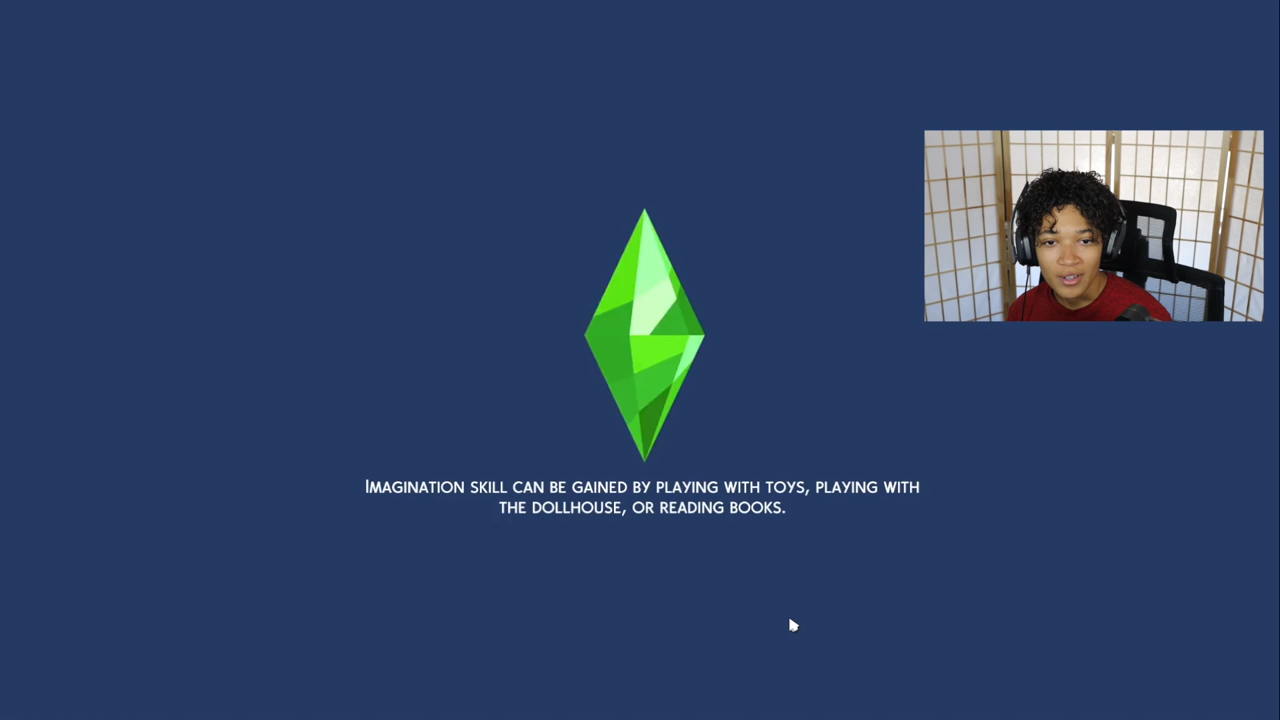 IMAGINATION SKILL CAN BE GAINED BY PLAYING WITH TOYS, PLAYING WITH
THE DOLLHOUSE, OR READING BOOKS.